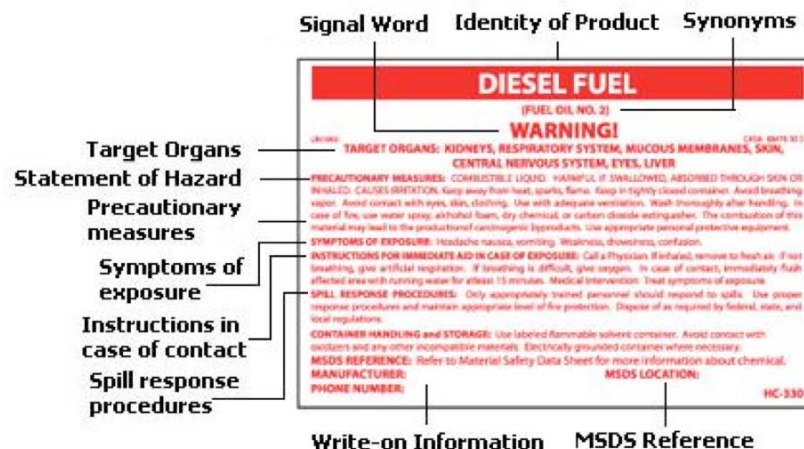 Signal Word Identity of Product Synonyms
DIESEL FUEL
(FUEL OIL NO. 2)
WARNING!
Target Organs
TARGET ORGANS: KIDNEYS, RESPIRATORY SYSTEM, MUCOUS MEMBRANES, SKIN,
CENTRAL NERVOUS SYSTEM, EYES, LIVER
Statement of Hazard
PRECAUTIONARY MEASURES: COMBUSTIBLE LIQUID. HARMFUL IF SWALLOWED, ABSORBED THROUGH SKIN OR
INHALED. CAUSES IRRITATION. Keep away from heat, sparks, flame. Keep in tightly closed container. Avoid breathing
vapor. Avoid contact with eyes, skin, clothing. Use with adequate ventilation. Wash thoroughly after handling. In
case of fire, use water spray, alchohol foam, dry chemical, or carbon dioxide extinguisher. The combustion of this
material may lead to the production of carcinogenic byproducts. Use appropriate personal protective equipment.
Precautionary
measures
SYMPTOMS OF EXPOSURE: Headache nausea, vomiting. Weakness, drowsiness, confusion.
Symptoms of
exposure
INSTRUCTIONS FOR IMMEDIATE AID IN CASE OF EXPOSURE: Call a Physician. If inhaled, remove to fresh air. If not
breathing, give artificial respiration. If breathing is difficult, give oxygen. In case of contact, immediately flush
affected area with running water for atleast 15 minutes. Medical Intervention: Treat symptoms of exposure.
Instructions in
case of contact
SPILL RESPONSE PROCEDURES: Only appropriately trained personnel should respond to spills. Use proper
response procedures and maintain appropriate level of fire protection. Dispose of as required by federal, state, and
local regulations.
Spill response
procedures
CONTAINER HANDLING and STORAGE: Use labeled flammable solvent container. Avoid contact with
oxidizers and any other incompatible materials. Electrically grounded container where necessary.
MSDS REFERENCE: Refer to Material Safety Data Sheet for more information about chemical.
MANUFACTURER: MSDS LOCATION:
PHONE NUMBER:
HC-330
Write-on Information MSDS Reference